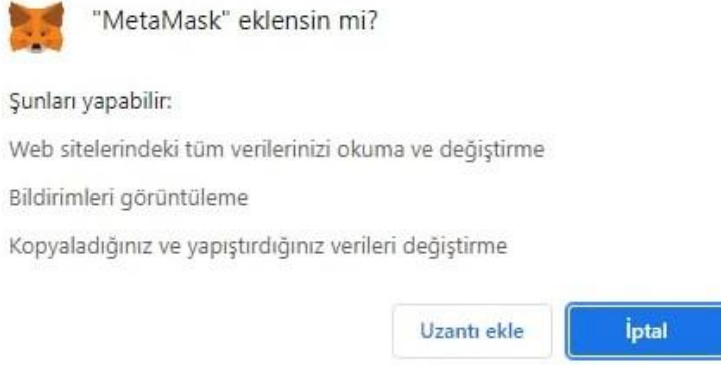 "MetaMask" eklensin mi?
Şunları yapabilir:
Web sitelerindeki tüm verilerinizi okuma ve değiştirme
Bildirimleri görüntüleme
Kopyaladığınız ve yapıştırdığınız verileri değiştirme
Uzantı ekle İptal